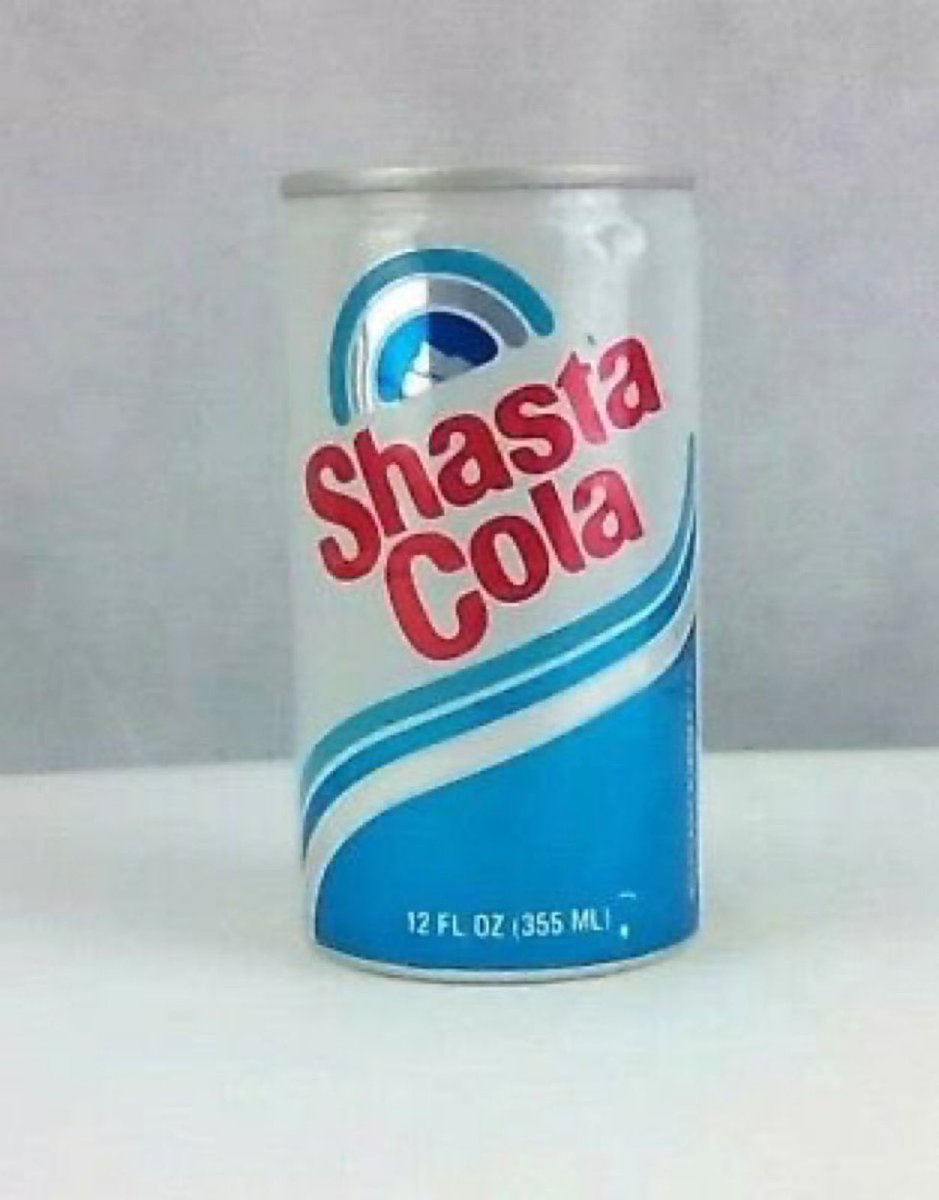 Shasta
Cola
12 FL OZ (355 ML)